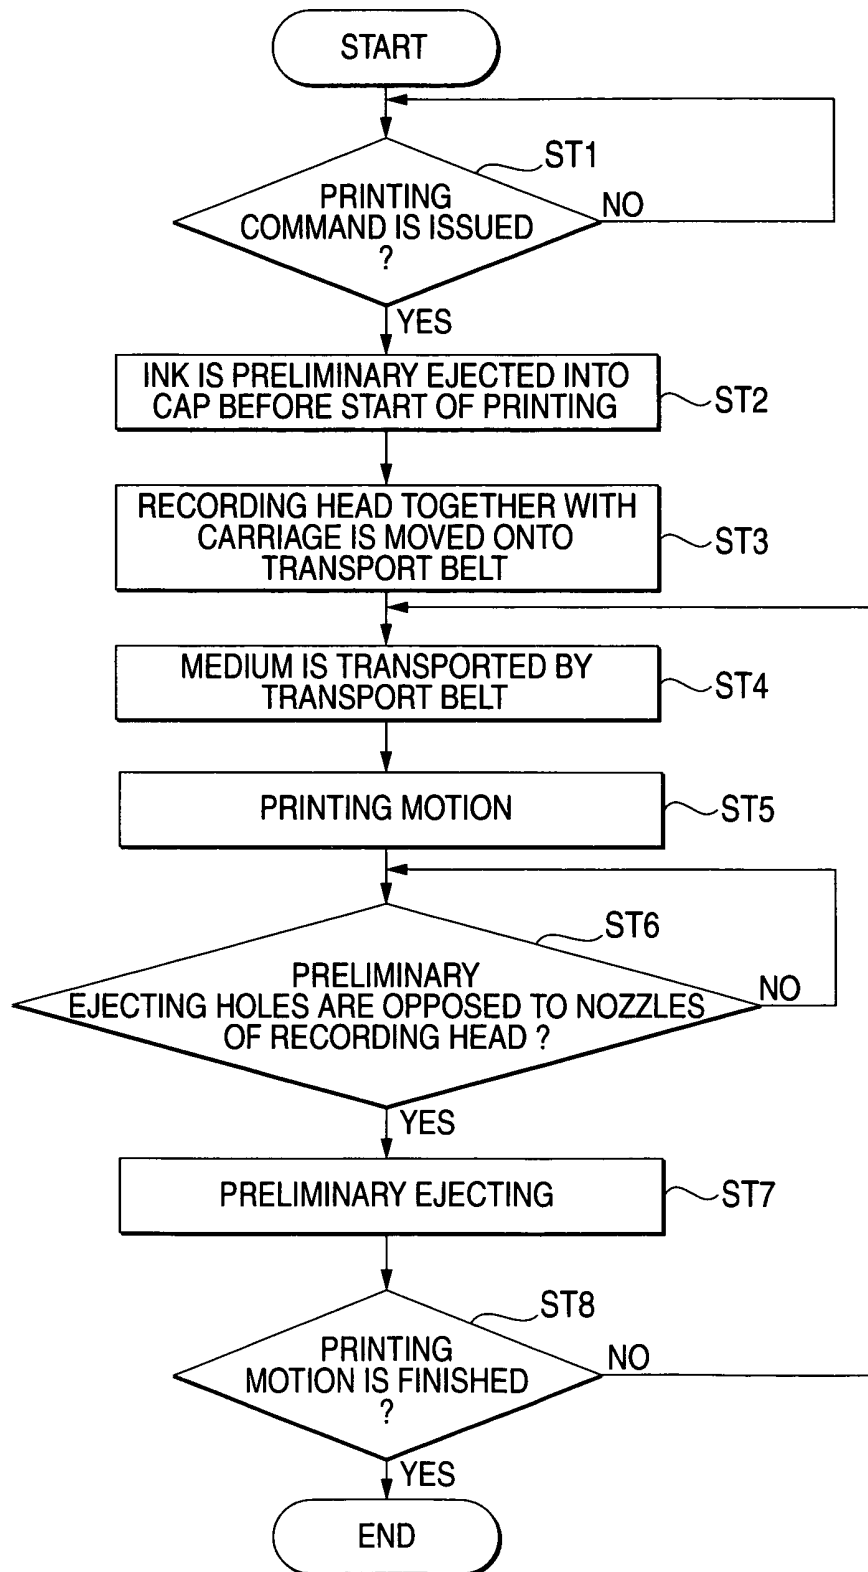 START
ST1
PRINTING
COMMAND IS ISSUED
?
NO
YES
INK IS PRELIMINARY EJECTED INTO
CAP BEFORE START OF PRINTING
ST2
RECORDING HEAD TOGETHER WITH
CARRIAGE IS MOVED ONTO
TRANSPORT BELT
ST3
MEDIUM IS TRANSPORTED BY
TRANSPORT BELT
ST4
PRINTING MOTION
ST5
ST6
PRELIMINARY
EJECTING HOLES ARE OPPOSED TO NOZZLES
OF RECORDING HEAD ?
NO
YES
PRELIMINARY EJECTING
ST7
ST8
PRINTING
MOTION IS FINISHED
?
NO
YES
END